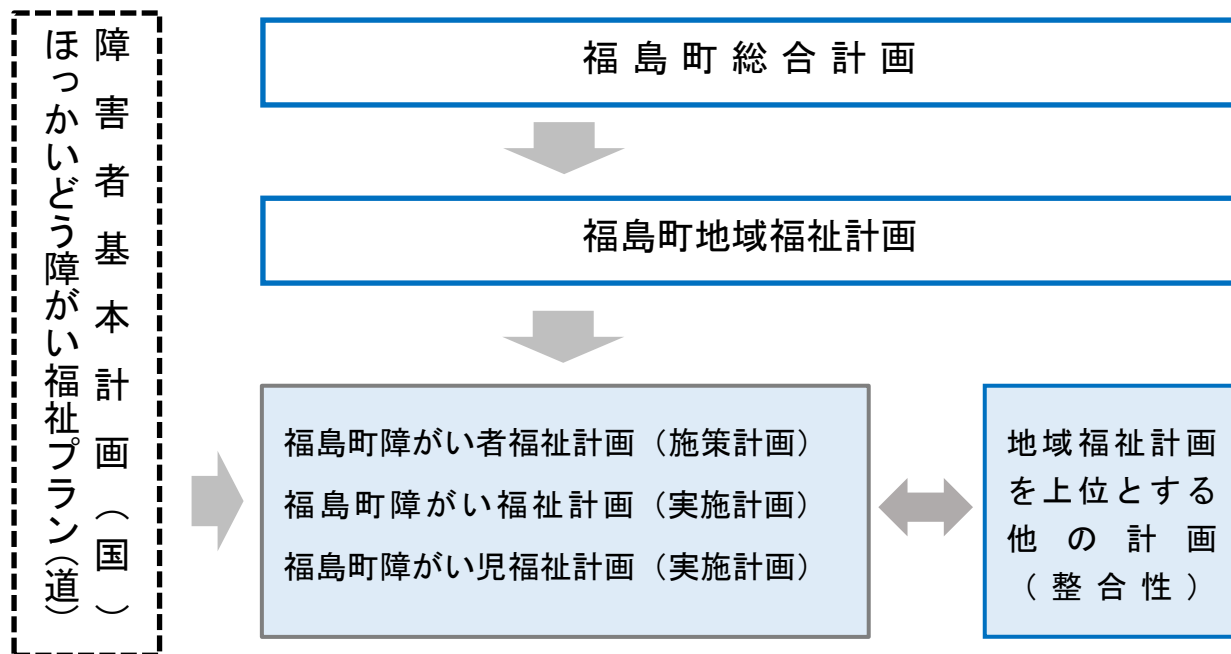 障害者基本計画（国）
ほっかいどう障がい福祉プラン（道）
福島町総合計画
福島町地域福祉計画
福島町障がい者福祉計画（施策計画）
福島町障がい福祉計画（実施計画）
福島町障がい児福祉計画（実施計画）
地域福祉計画
を上位とする
他の計画
（整合性）